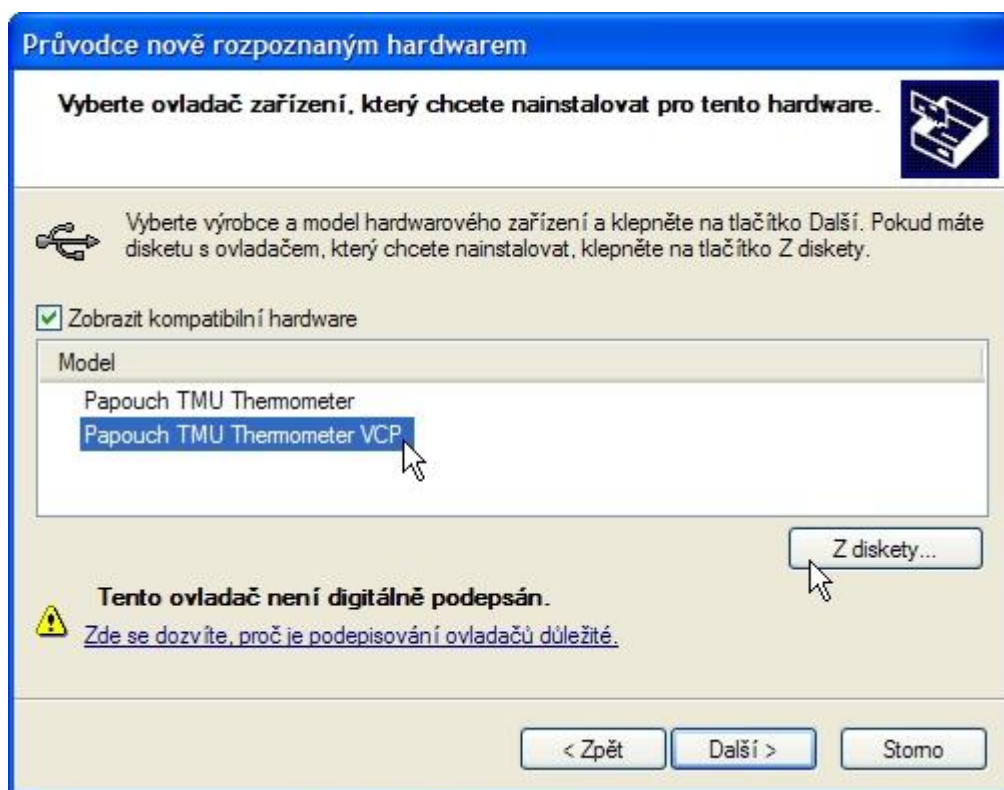 Průvodce nově rozpoznaným hardwarem
Vyberte ovladač zařízení, který chcete nainstalovat pro tento hardware.
Vyberte výrobce a model hardwarového zařízení a klepněte na tlačítko Další. Pokud máte
disketu s ovladačem, který chcete nainstalovat, klepněte na tlačítko Z diskety.
Zobrazit kompatibilní hardware
Model
Papouch TMU Thermometer
Papouch TMU Thermometer VCP
Z diskety...
Tento ovladač není digitálně podepsán.
Zde se dozvíte, proč je podepisování ovladačů důležité.
< Zpět
Další >
Storno